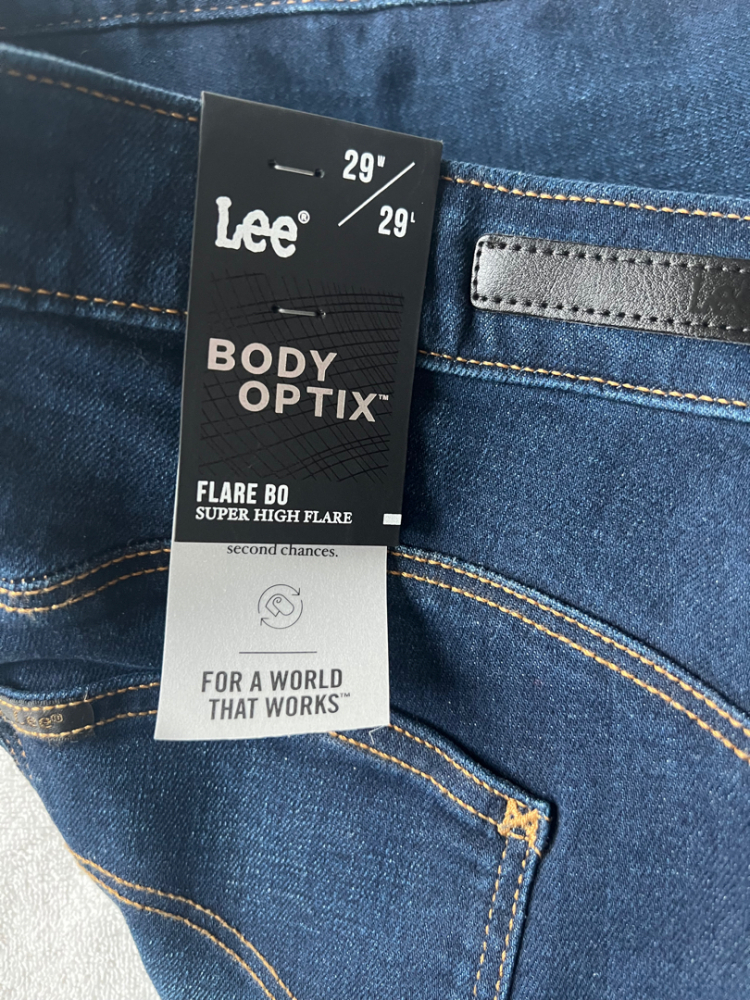 29W
29L
Lee®
BODY
OPTIX™
FLARE BO
SUPER HIGH FLARE
second chances.
FOR A WORLD
THAT WORKS™